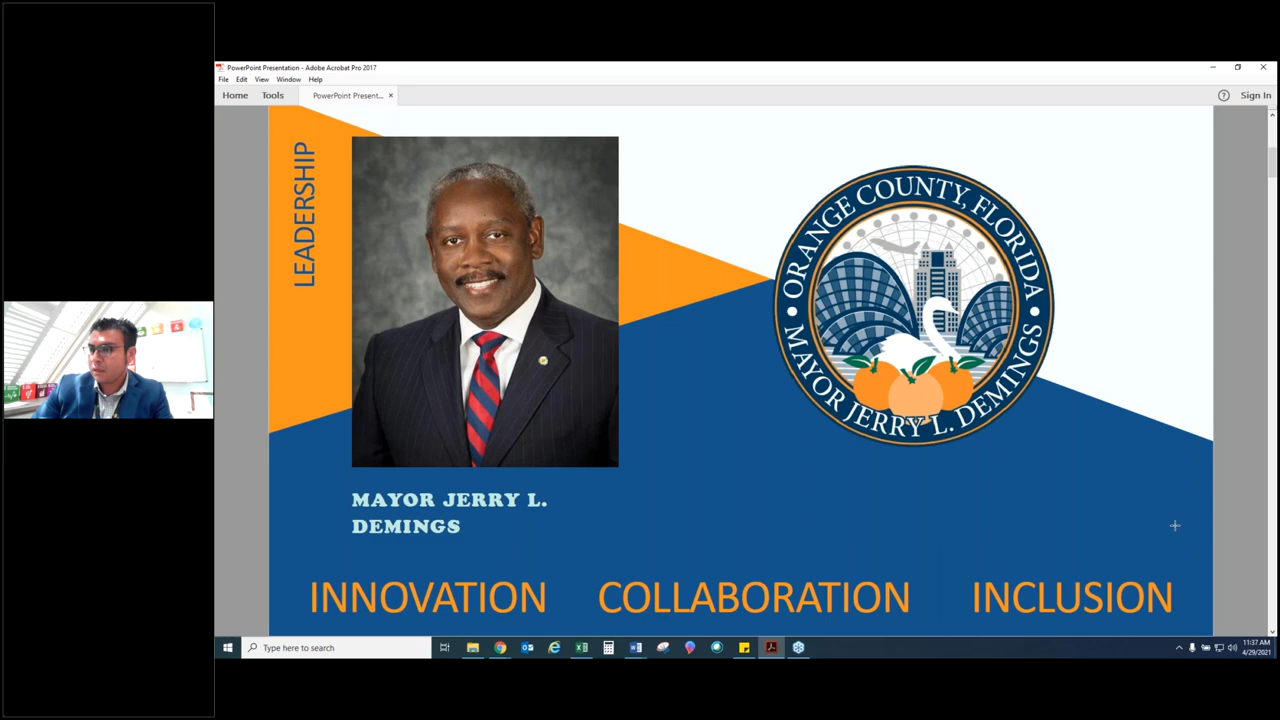 PowerPoint Presentation - Adobe Acrobat Pro 2017
File Edit View Window Help
Home Tools PowerPoint Present... × ? Sign In
LEADERSHIP
ORANGE COUNTY, FLORIDA
MAYOR JERRY L. DEMINGS
MAYOR JERRY L.
DEMINGS
INNOVATION COLLABORATION INCLUSION
Type here to search
11:37 AM
4/29/2021